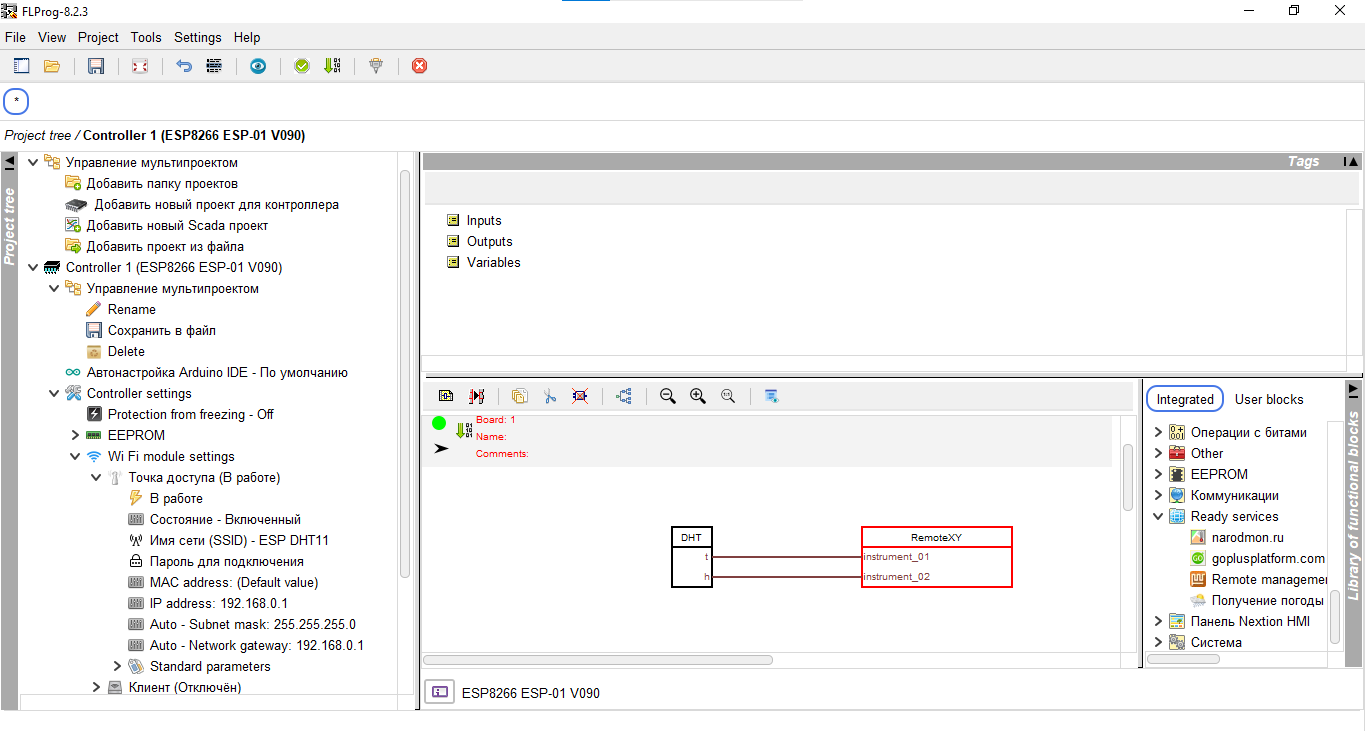 FLProg-8.2.3
File View Project Tools Settings Help
*
Project tree / Controller 1 (ESP8266 ESP-01 V090)
Project tree
Управление мультипроектом
Добавить папку проектов
Добавить новый проект для контроллера
Добавить новый Scada проект
Добавить проект из файла
Controller 1 (ESP8266 ESP-01 V090)
Управление мультипроектом
Rename
Сохранить в файл
Delete
Автонастройка Arduino IDE - По умолчанию
Controller settings
Protection from freezing - Off
EEPROM
Wi Fi module settings
Точка доступа (В работе)
В работе
Состояние - Включенный
Имя сети (SSID) - ESP DHT11
Пароль для подключения
MAC address: (Default value)
IP address: 192.168.0.1
Auto - Subnet mask: 255.255.255.0
Auto - Network gateway: 192.168.0.1
Standard parameters
Клиент (Отключён)
Tags
Inputs
Outputs
Variables
Board: 1
Name:
Comments:
DHT
t
h
RemoteXY
instrument_01
instrument_02
Integrated User blocks
Операции с битами
Other
EEPROM
Коммуникации
Ready services
narodmon.ru
goplusplatform.com
Remote manageme
Получение погоды
Панель Nextion HMI
Система
Library of functional blocks
ESP8266 ESP-01 V090